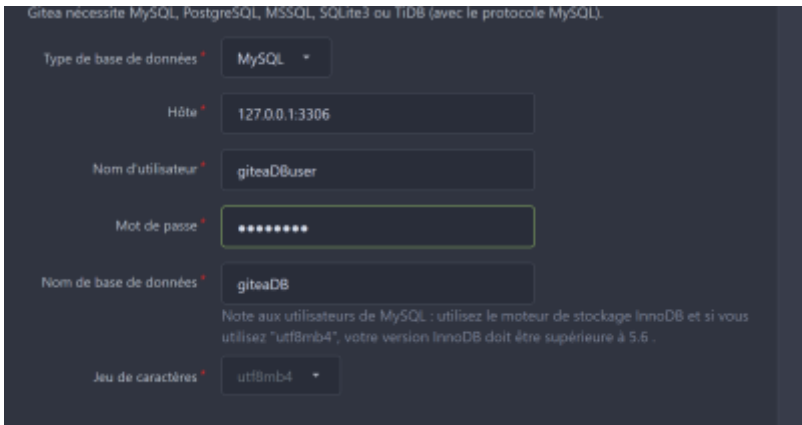 Gitea nécessite MySQL, PostgreSQL, MSSQL, SQLite3 ou TiDB (avec le protocole MySQL).
Type de base de données * MySQL
Hôte * 127.0.0.1:3306
Nom d'utilisateur * giteaDBuser
Mot de passe * ••••••••
Nom de base de données * giteaDB
Note aux utilisateurs de MySQL : utilisez le moteur de stockage InnoDB et si vous
utilisez "utf8mb4", votre version InnoDB doit être supérieure à 5.6 .
Jeu de caractères * utf8mb4